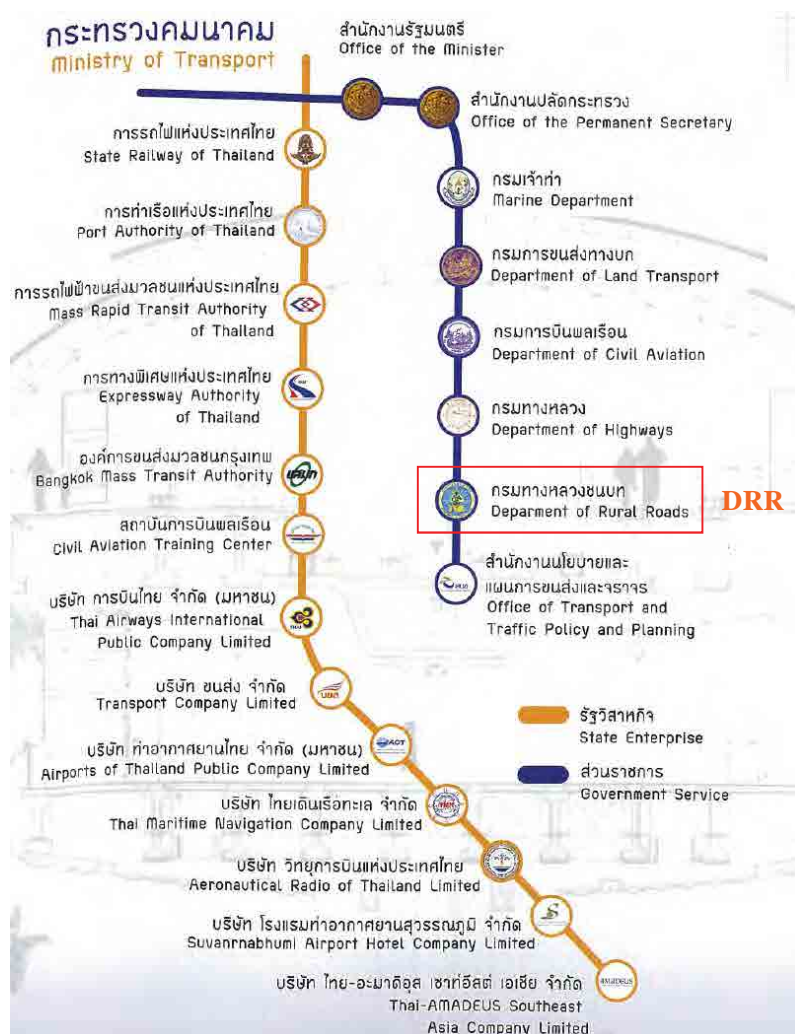 กระทรวงคมนาคม
Ministry of Transport
สำนักงานรัฐมนตรี
Office of the Minister
สำนักงานปลัดกระทรวง
Office of the Permanent Secretary
การรถไฟแห่งประเทศไทย
State Railway of Thailand
การท่าเรือแห่งประเทศไทย
Port Authority of Thailand
การรถไฟฟ้าขนส่งมวลชนแห่งประเทศไทย
Mass Rapid Transit Authority
of Thailand
การทางพิเศษแห่งประเทศไทย
Expressway Authority
of Thailand
องค์การขนส่งมวลชนกรุงเทพ
Bangkok Mass Transit Authority
สถาบันการบินพลเรือน
Civil Aviation Training Center
บริษัท การบินไทย จำกัด (มหาชน)
Thai Airways International
Public Company Limited
บริษัท ขนส่ง จำกัด
Transport Company Limited
บริษัท ท่าอากาศยานไทย จำกัด (มหาชน)
Airports of Thailand Public Company Limited
บริษัท ไทยเดินเรือทะเล จำกัด
Thai Maritime Navigation Company Limited
บริษัท วิทยุการบินแห่งประเทศไทย
Aeronautical Radio of Thailand Limited
บริษัท โรงแรมท่าอากาศยานสุวรรณภูมิ จำกัด
Suvanrnabhumi Airport Hotel Company Limited
บริษัท ไทย-อะมาดิอุส เซาท์อีสต์ เอเชีย จำกัด
Thai-AMADEUS Southeast
Asia Company Limited
AMADEUS
กรมเจ้าท่า
Marine Department
กรมการขนส่งทางบก
Department of Land Transport
กรมการบินพลเรือน
Department of Civil Aviation
กรมทางหลวง
Department of Highways
กรมทางหลวงชนบท
Deparment of Rural Roads
DRR
สำนักงานนโยบายและ
แผนการขนส่งและจราจร
Office of Transport and
Traffic Policy and Planning
รัฐวิสาหกิจ
State Enterprise
ส่วนราชการ
Government Service